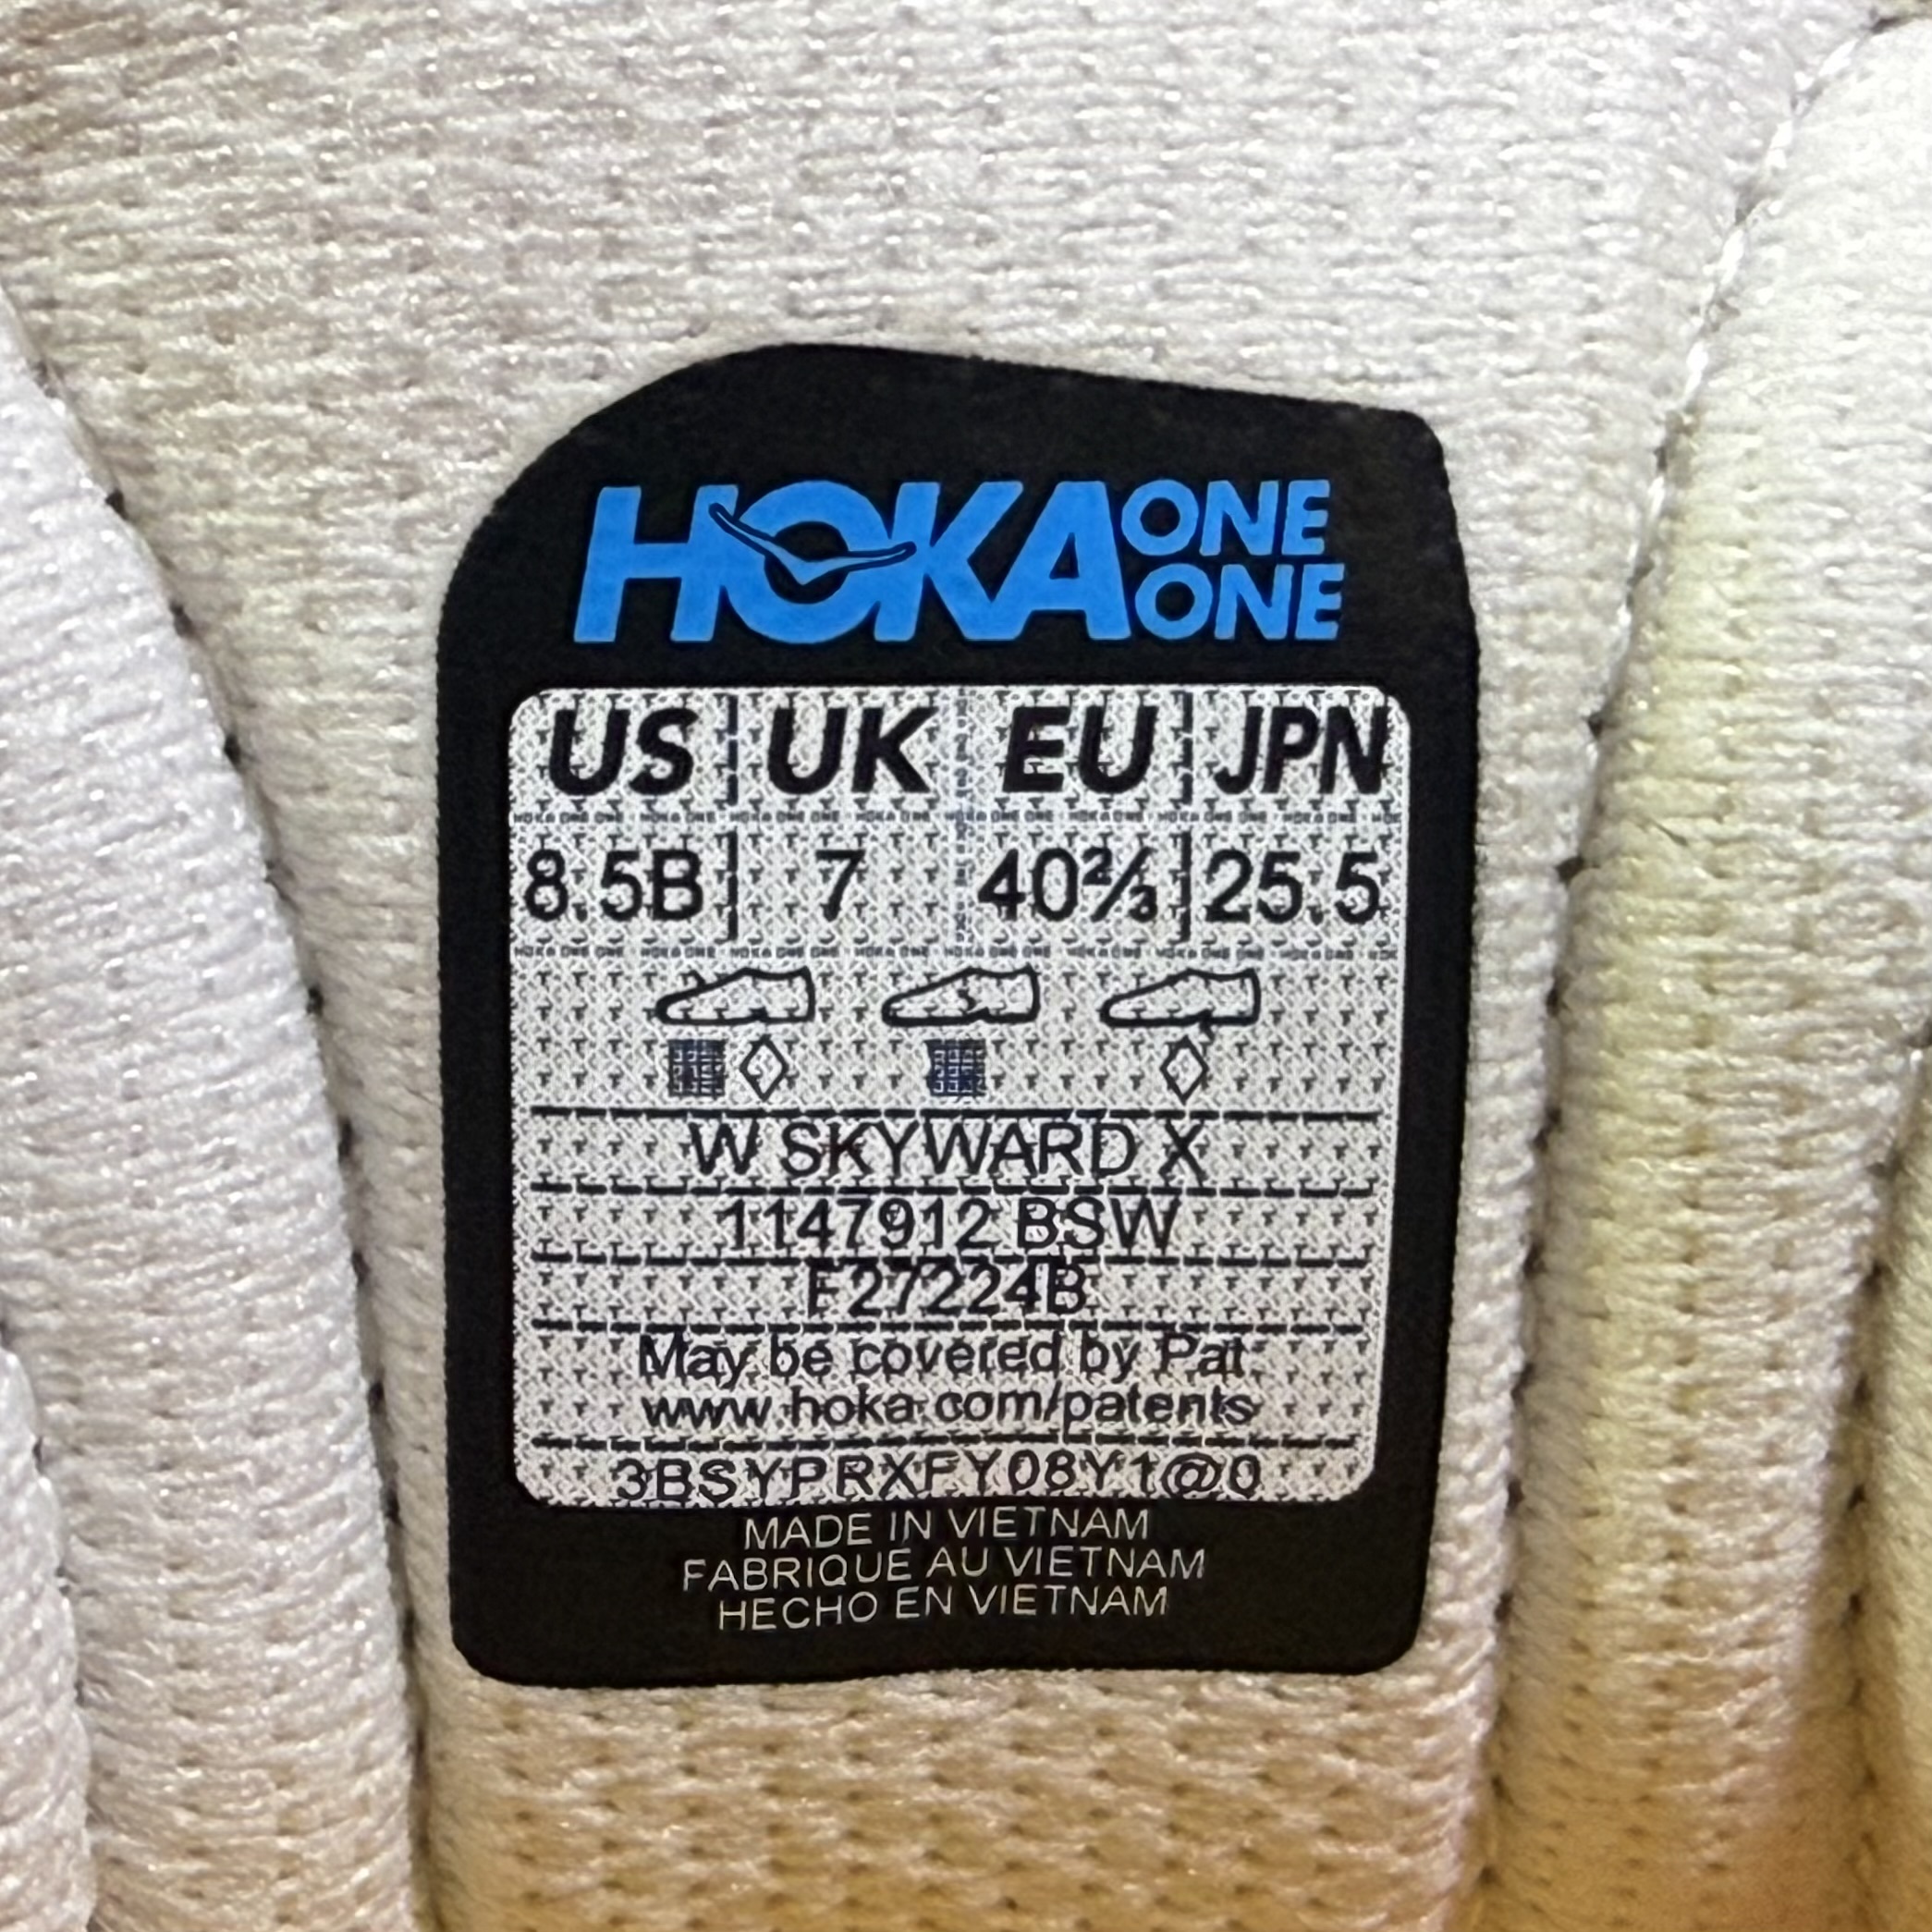 HOKA ONE ONE
US UK EU JPN
8.5B 7 40⅔ 25.5
W SKYWARD X
1147912 BSW
F27224B
May be covered by Pat
www.hoka.com/patents
3BSYPRXFY08Y1@0
MADE IN VIETNAM
FABRIQUE AU VIETNAM
HECHO EN VIETNAM